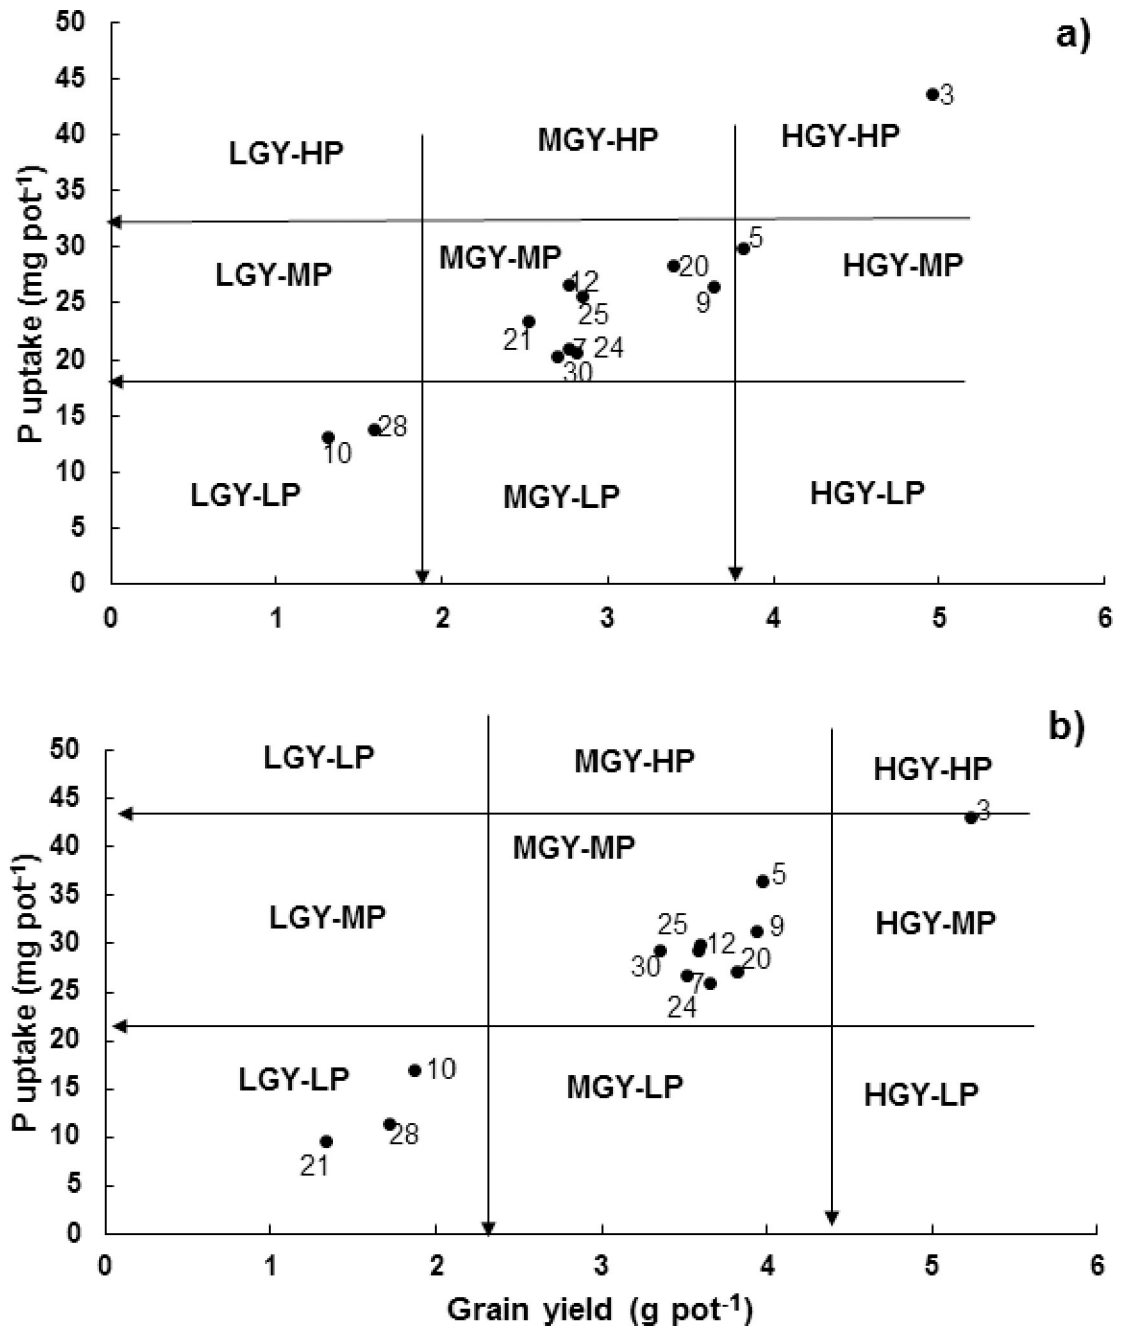 a)
50
45
40
35
30
25
20
15
10
5
0
P uptake (mg pot-1)
3
LGY-HP MGY-HP HGY-HP
5
LGY-MP MGY-MP HGY-MP
12 20
25 9
21
7 24
30
28
10
LGY-LP MGY-LP HGY-LP
0 1 2 3 4 5 6
b)
50
45
40
35
30
25
20
15
10
5
0
P uptake (mg pot-1)
LGY-LP MGY-HP HGY-HP
3
MGY-MP
5
LGY-MP HGY-MP
25 9
12
30 20
7
24
10
LGY-LP MGY-LP HGY-LP
28
21
0 1 2 3 4 5 6
Grain yield (g pot-1)